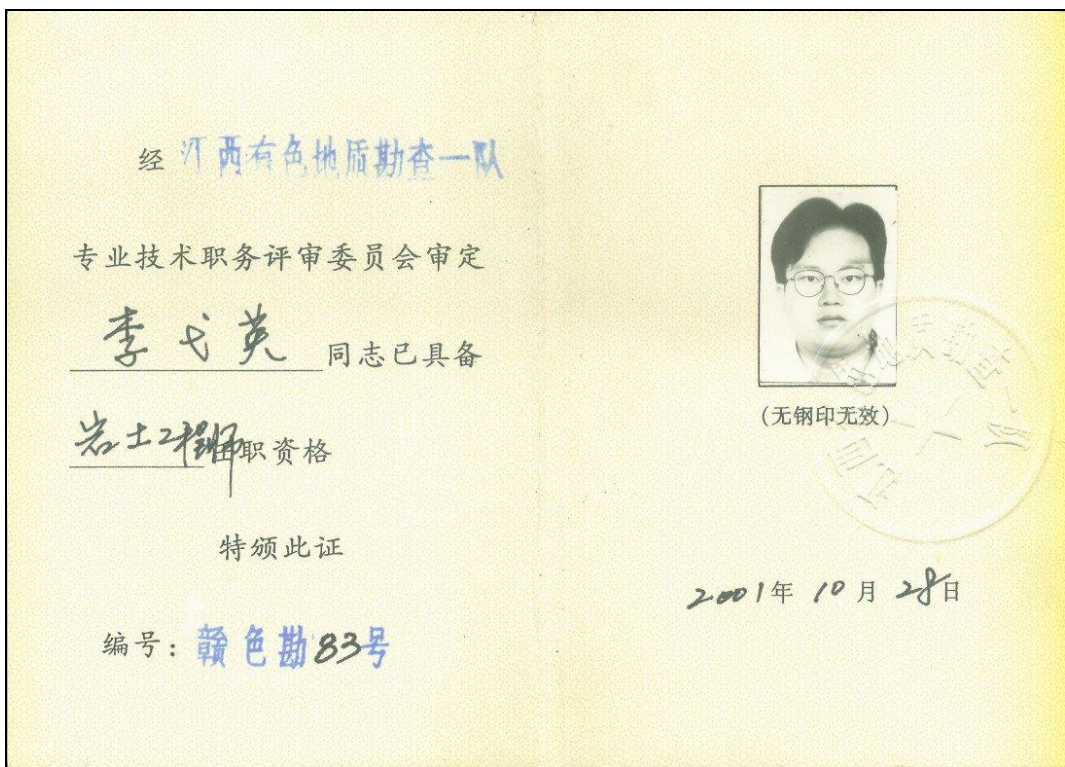 经 江西有色地质勘查一队
专业技术职务评审委员会审定
李弋英 同志已具备
岩土工程师任职资格
特颁此证
编号：赣色勘83号
(无钢印无效)
2001年 10月 28日